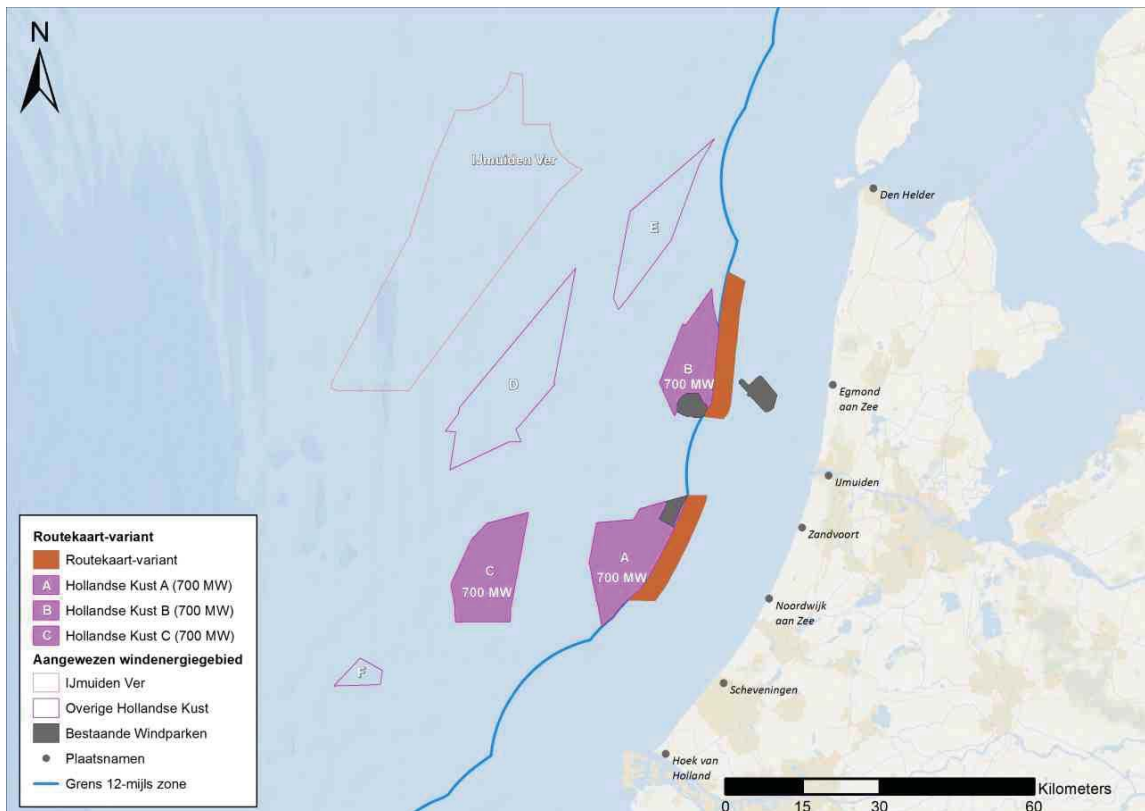 N
IJmuiden Ver
Den Helder
E
D
B
700 MW
Egmond
aan Zee
IJmuiden
Zandvoort
C
700 MW
A
700 MW
Noordwijk
aan Zee
F
Scheveningen
Hoek van
Holland
Routekaart-variant
Routekaart-variant
A Hollandse Kust A (700 MW)
B Hollandse Kust B (700 MW)
C Hollandse Kust C (700 MW)
Aangewezen windenergiegebied
IJmuiden Ver
Overige Hollandse Kust
Bestaande Windparken
Plaatsnamen
Grens 12-mijls zone
Kilometers
0 15 30 60